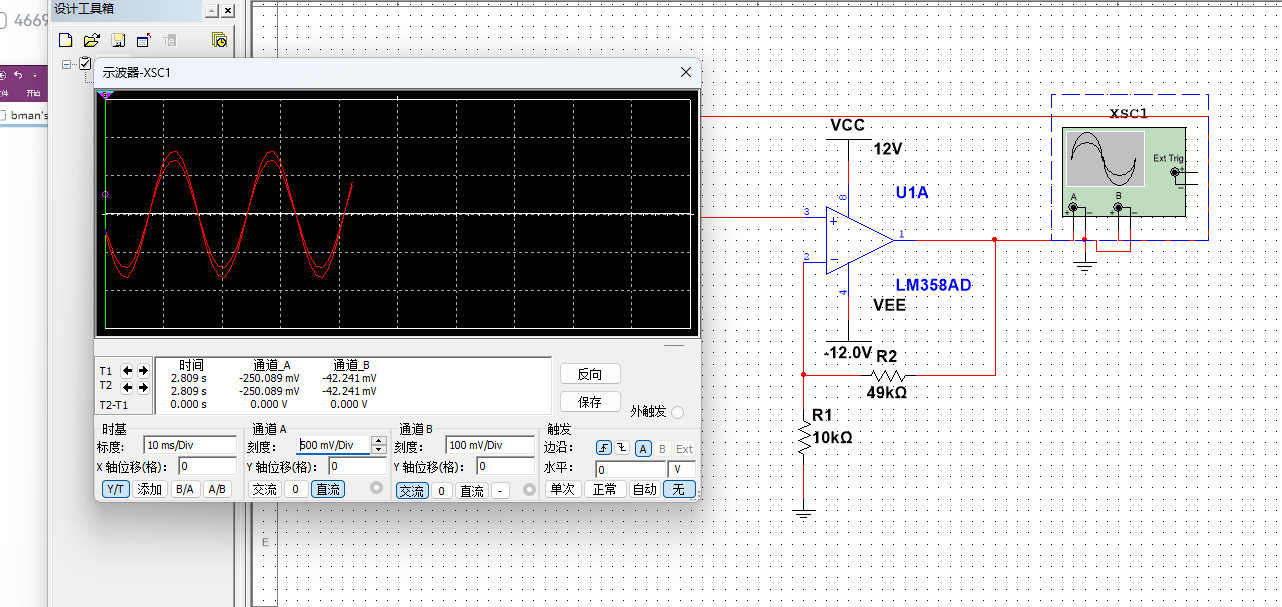 设计工具箱
4669
开始
bman's
示波器-XSC1
T1
T2
T2-T1
时间 通道_A 通道_B
2.809 s -250.089 mV -42.241 mV
2.809 s -250.089 mV -42.241 mV
0.000 s 0.000 V 0.000 V
反向
保存
外触发
时基
标度: 10 ms/Div
X 轴位移(格): 0
Y/T 添加 B/A A/B
通道 A
刻度: 500 mV/Div
Y 轴位移(格): 0
交流 0 直流
通道 B
刻度: 100 mV/Div
Y 轴位移(格): 0
交流 0 直流 -
触发
边沿: A B Ext
水平: 0 V
单次 正常 自动 无
E
XSC1
Ext Trig
+
-
A B
+ - + -
VCC
12V
U1A
8
3
1
2
4
+
-
LM358AD
VEE
-12.0V
R2
49kΩ
R1
10kΩ